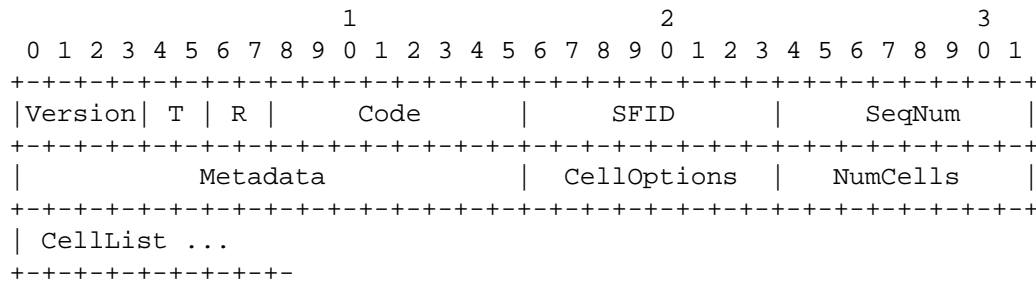 1                   2                   3
 0 1 2 3 4 5 6 7 8 9 0 1 2 3 4 5 6 7 8 9 0 1 2 3 4 5 6 7 8 9 0 1
+-+-+-+-+-+-+-+-+-+-+-+-+-+-+-+-+-+-+-+-+-+-+-+-+-+-+-+-+-+-+-+-+
|Version| T | R |     Code      |     SFID      |     SeqNum    |
+-+-+-+-+-+-+-+-+-+-+-+-+-+-+-+-+-+-+-+-+-+-+-+-+-+-+-+-+-+-+-+-+
|           Metadata            |  CellOptions  |   NumCells    |
+-+-+-+-+-+-+-+-+-+-+-+-+-+-+-+-+-+-+-+-+-+-+-+-+-+-+-+-+-+-+-+-+
| CellList ...
+-+-+-+-+-+-+-+-+-